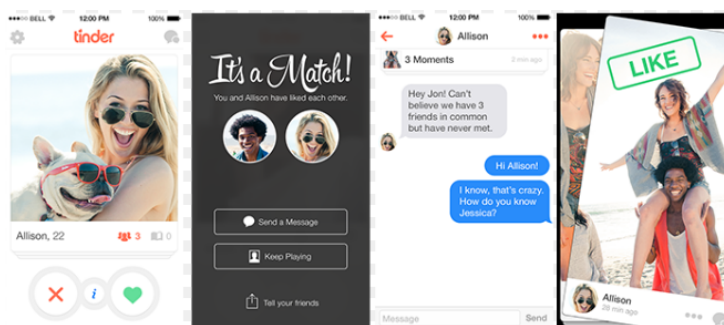 BELL 12:00 PM 100%
tinder
Allison, 22
3
0
i
It's a Match!
You and Allison have liked each other.
Send a Message
Keep Playing
Tell your friends
BELL 12:00 PM 100%
Allison
3 Moments 2 min ago
Hey Jon! Can't
believe we have 3
friends in common
but have never met.
Hi Allison!
I know, that's crazy.
How do you know
Jessica?
Message Send
LIKE
Allison
28 min ago